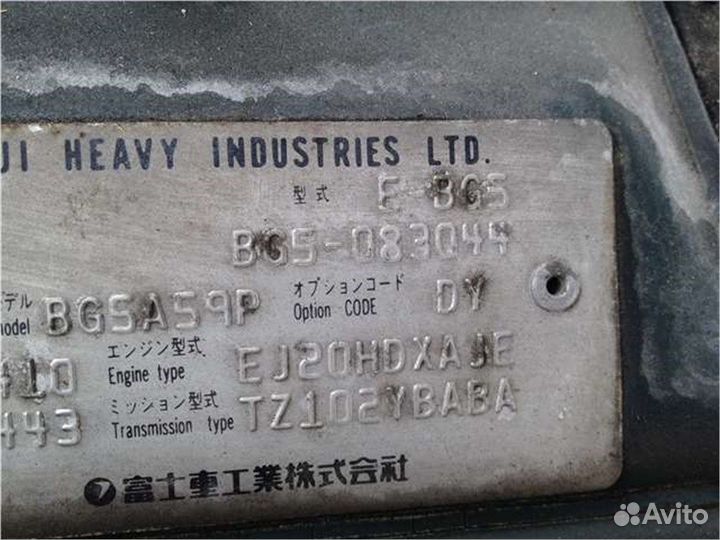 JI HEAVY INDUSTRIES LTD.
型式 E-BG5
BG5-083044
デル
model BG5A59P オプションコード
Option CODE DY
410 エンジン型式
Engine type EJ20HDXAJE
443 ミッション型式
Transmission type TZ102YBABA
富士重工業株式会社
Avito